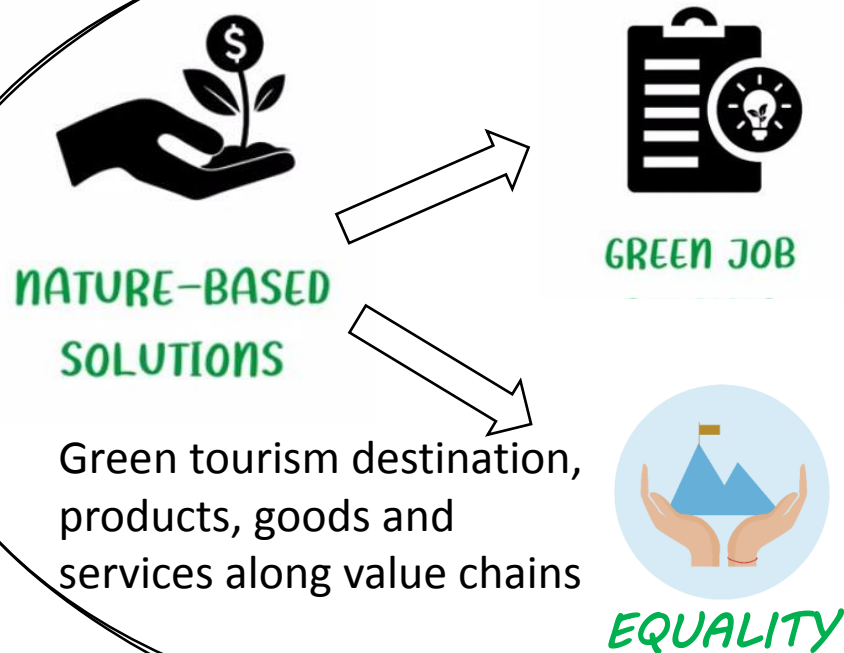 $
NATURE-BASED
SOLUTIONS
GREEN JOB
Green tourism destination,
products, goods and
services along value chains
EQUALITY